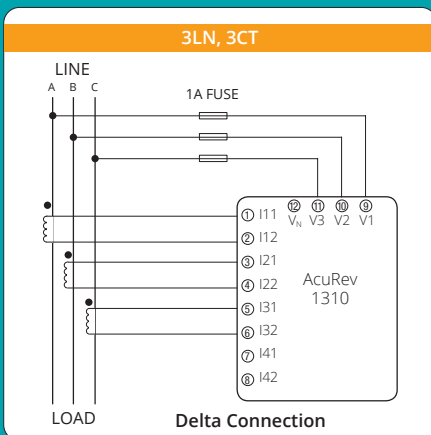 3LN, 3CT
LINE
A B C
1A FUSE
⑫ ⑪ ⑩ ⑨
VN V3 V2 V1
① I11
② I12
③ I21
④ I22
⑤ I31
⑥ I32
⑦ I41
⑧ I42
AcuRev
1310
LOAD
Delta Connection